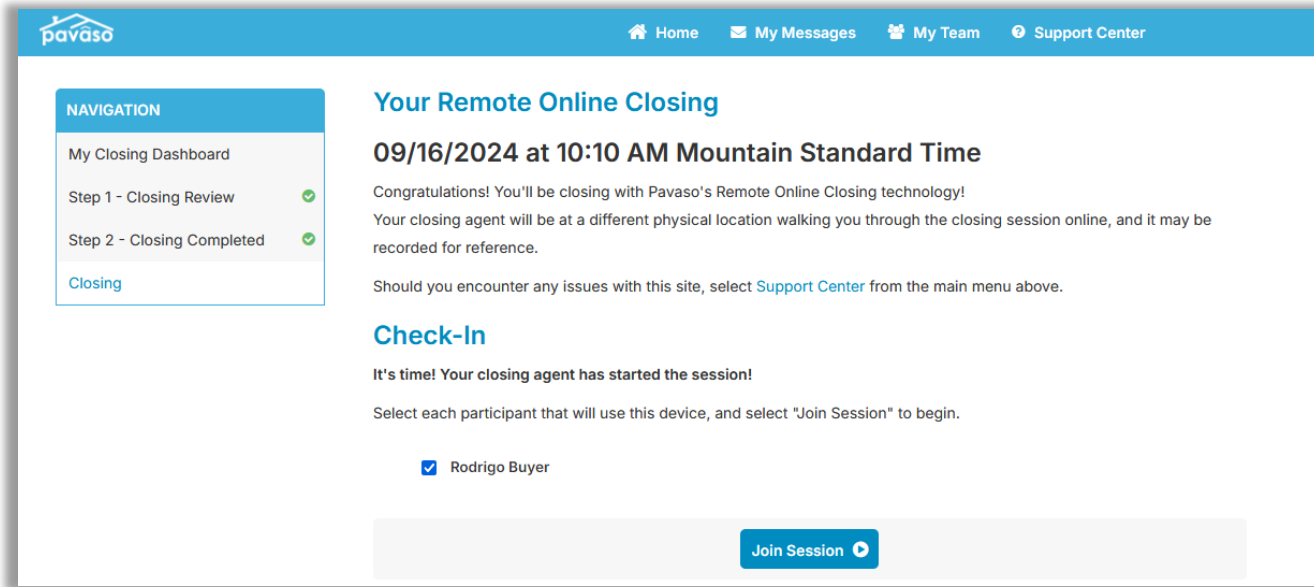 pavaso
Home My Messages My Team Support Center
NAVIGATION
My Closing Dashboard
Step 1 - Closing Review
Step 2 - Closing Completed
Closing
Your Remote Online Closing
09/16/2024 at 10:10 AM Mountain Standard Time
Congratulations! You'll be closing with Pavaso's Remote Online Closing technology!
Your closing agent will be at a different physical location walking you through the closing session online, and it may be
recorded for reference.
Should you encounter any issues with this site, select Support Center from the main menu above.
Check-In
It's time! Your closing agent has started the session!
Select each participant that will use this device, and select "Join Session" to begin.
Rodrigo Buyer
Join Session